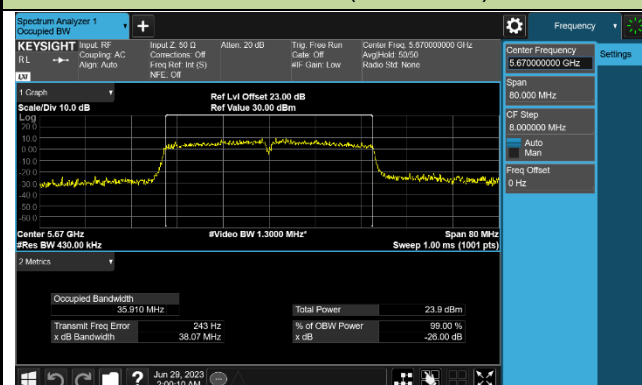 Spectrum Analyzer 1
Occupied BW
Frequency
KEYSIGHT Input: RF
RL Coupling: AC
Align: Auto
LXI
Input Z: 50 Ω
Corrections: Off
Freq Ref: Int (S)
NFE: Off
Atten: 20 dB
Trig: Free Run
Gate: Off
#IF Gain: Low
Center Freq: 5.670000000 GHz
Avg|Hold: 50/50
Radio Std: None
Center Frequency
5.670000000 GHz
Settings
Span
80.000 MHz
CF Step
8.000000 MHz
Auto
Man
Freq Offset
0 Hz
1 Graph
Scale/Div 10.0 dB
Ref Lvl Offset 23.00 dB
Ref Value 30.00 dBm
Log
20.0
10.0
0.00
-10.0
-20.0
-30.0
-40.0
-50.0
-60.0
Center 5.67 GHz
#Res BW 430.00 kHz
#Video BW 1.3000 MHz*
Span 80 MHz
Sweep 1.00 ms (1001 pts)
2 Metrics
Occupied Bandwidth
35.910 MHz
Total Power 23.9 dBm
Transmit Freq Error 243 Hz
% of OBW Power 99.00 %
x dB Bandwidth 38.07 MHz
x dB -26.00 dB
Jun 29, 2023
2:00:10 AM